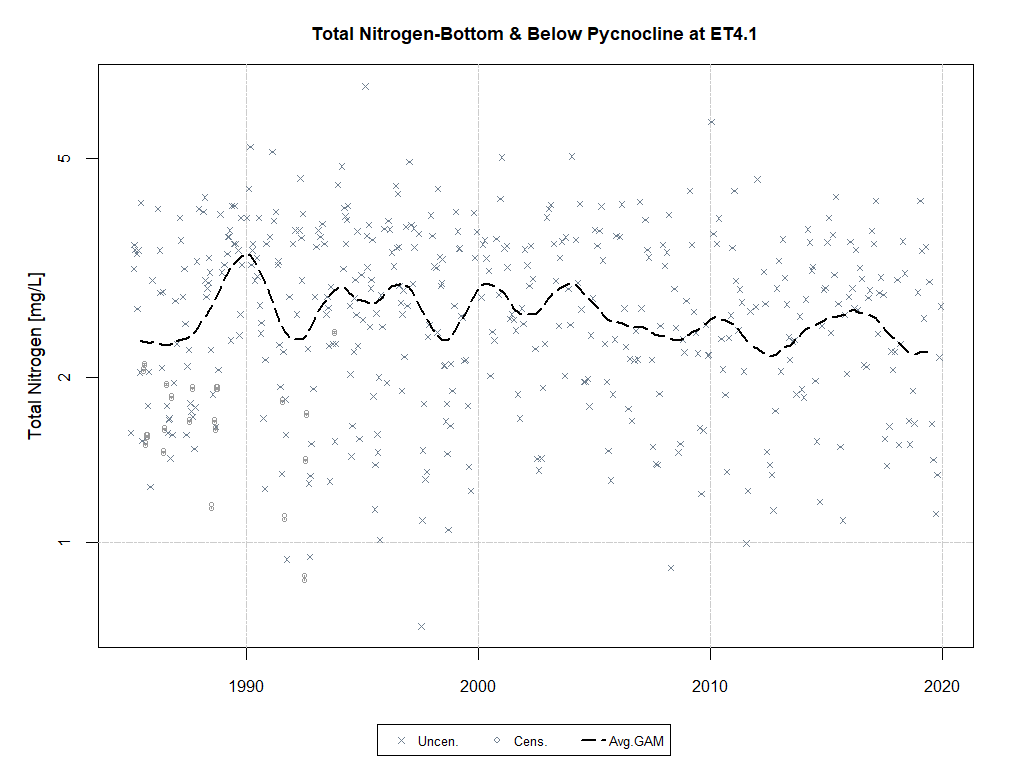 Total Nitrogen-Bottom & Below Pycnocline at ET4.1
Total Nitrogen [mg/L]
5
2
1
1990 2000 2010 2020
Uncen. Cens. Avg.GAM